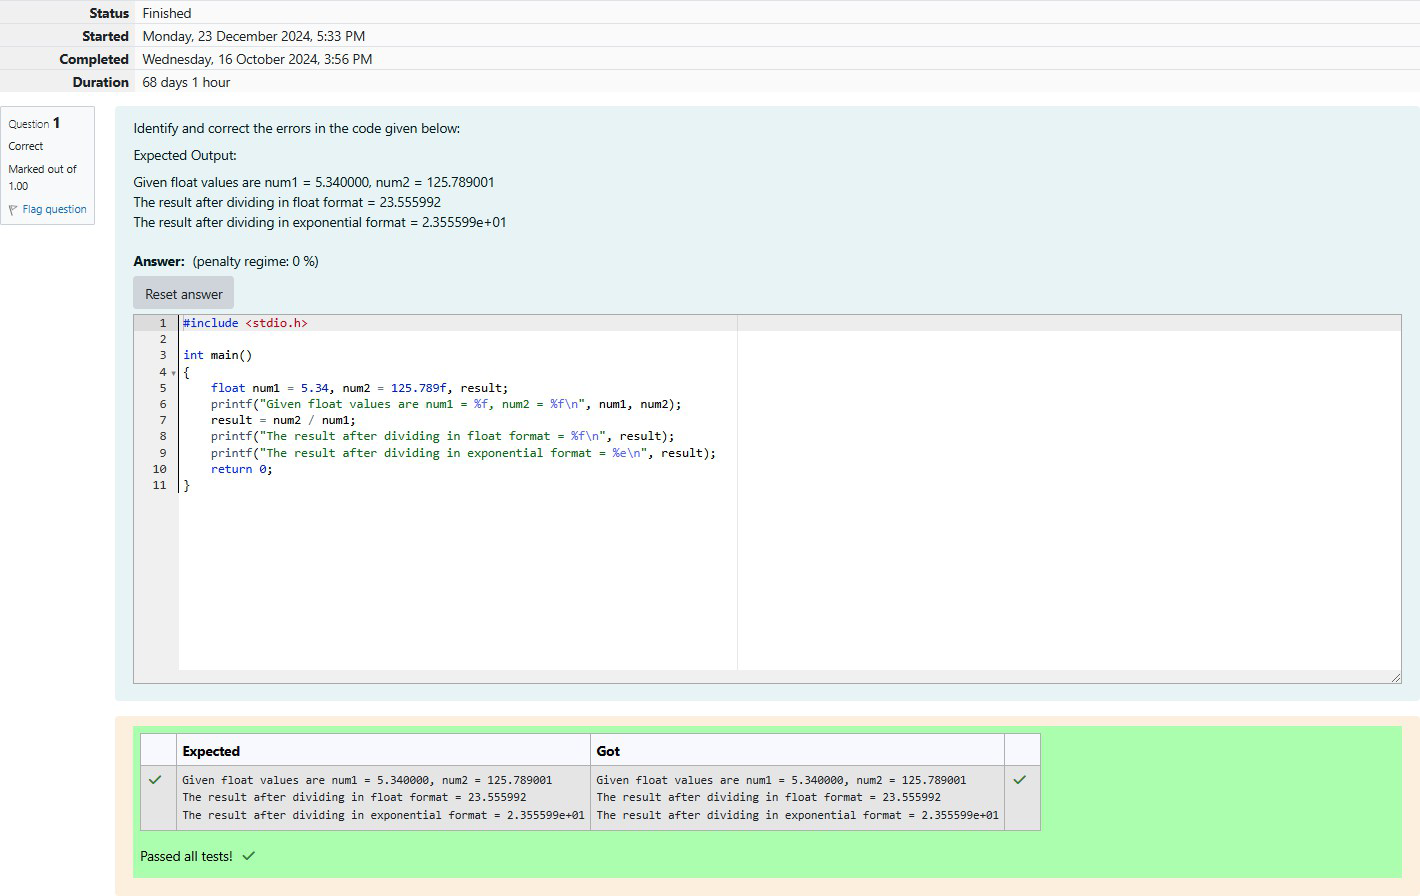 Status Finished
Started Monday, 23 December 2024, 5:33 PM
Completed Wednesday, 16 October 2024, 3:56 PM
Duration 68 days 1 hour
Question 1
Correct
Marked out of
1.00
Flag question
Identify and correct the errors in the code given below:
Expected Output:
Given float values are num1 = 5.340000, num2 = 125.789001
The result after dividing in float format = 23.555992
The result after dividing in exponential format = 2.355599e+01
Answer: (penalty regime: 0 %)
Reset answer
1 #include <stdio.h>
2
3 int main()
4 {
5     float num1 = 5.34, num2 = 125.789f, result;
6     printf("Given float values are num1 = %f, num2 = %f\n", num1, num2);
7     result = num2 / num1;
8     printf("The result after dividing in float format = %f\n", result);
9     printf("The result after dividing in exponential format = %e\n", result);
10     return 0;
11 }
Expected Got
Given float values are num1 = 5.340000, num2 = 125.789001 Given float values are num1 = 5.340000, num2 = 125.789001
The result after dividing in float format = 23.555992 The result after dividing in float format = 23.555992
The result after dividing in exponential format = 2.355599e+01 The result after dividing in exponential format = 2.355599e+01
Passed all tests!